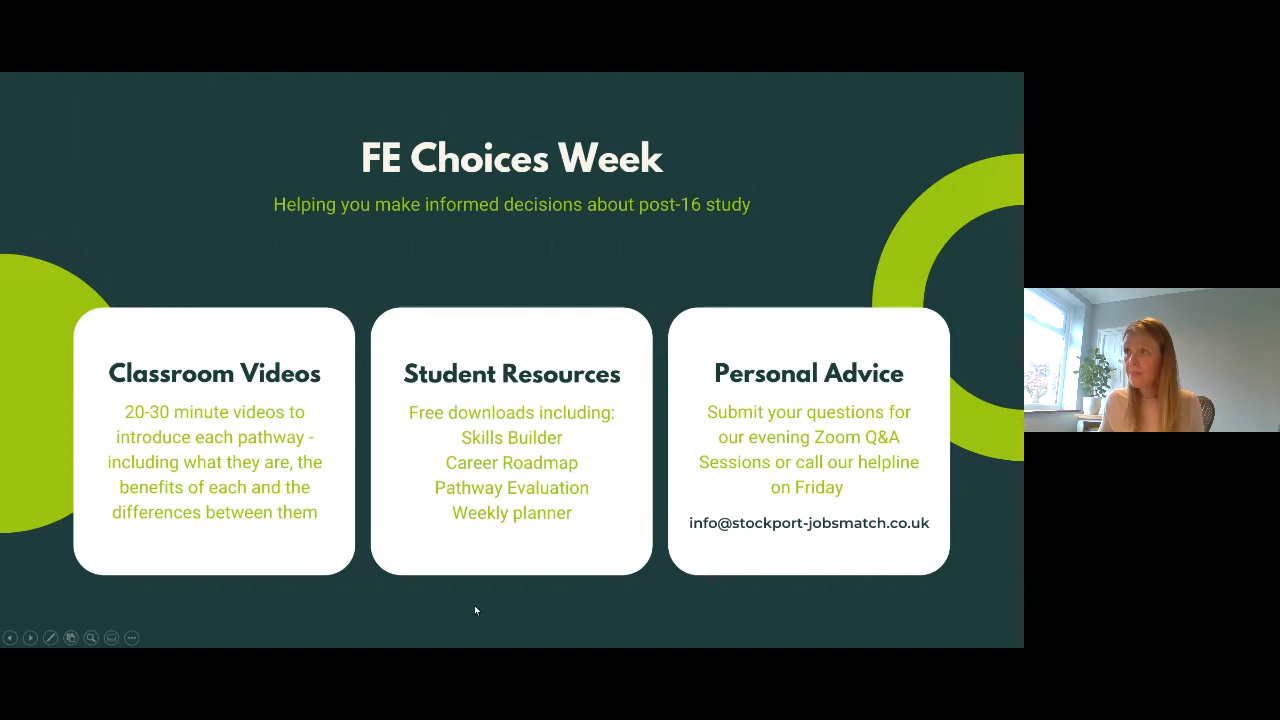 FE Choices Week
Helping you make informed decisions about post-16 study
Classroom Videos
20-30 minute videos to
introduce each pathway -
including what they are, the
benefits of each and the
differences between them
Student Resources
Free downloads including:
Skills Builder
Career Roadmap
Pathway Evaluation
Weekly planner
Personal Advice
Submit your questions for
our evening Zoom Q&A
Sessions or call our helpline
on Friday
info@stockport-jobsmatch.co.uk